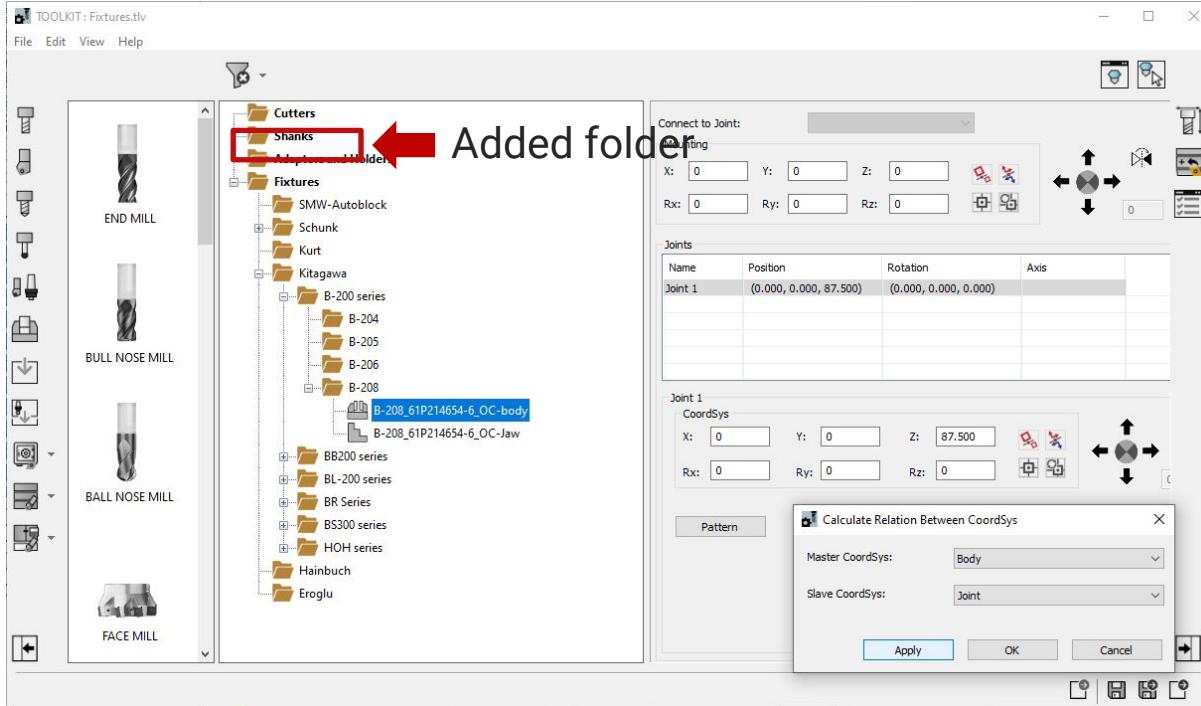 TOOLKIT : Fixtures.tlv
File Edit View Help
END MILL
BULL NOSE MILL
BALL NOSE MILL
FACE MILL
Cutters
Shanks
Adapters and Holders
Fixtures
SMW-Autoblock
Schunk
Kurt
Kitagawa
B-200 series
B-204
B-205
B-206
B-208
B-208_61P214654-6_OC-body
B-208_61P214654-6_OC-Jaw
BB200 series
BL-200 series
BR Series
BS300 series
HOH series
Hainbuch
Eroglu
Added folder
Connect to Joint:
Mounting
X: 0 Y: 0 Z: 0
Rx: 0 Ry: 0 Rz: 0
0
Joints
Name Position Rotation Axis
Joint 1 (0.000, 0.000, 87.500) (0.000, 0.000, 0.000)
Joint 1
CoordSys
X: 0 Y: 0 Z: 87.500
Rx: 0 Ry: 0 Rz: 0
Pattern
Calculate Relation Between CoordSys
Master CoordSys: Body
Slave CoordSys: Joint
Apply OK Cancel